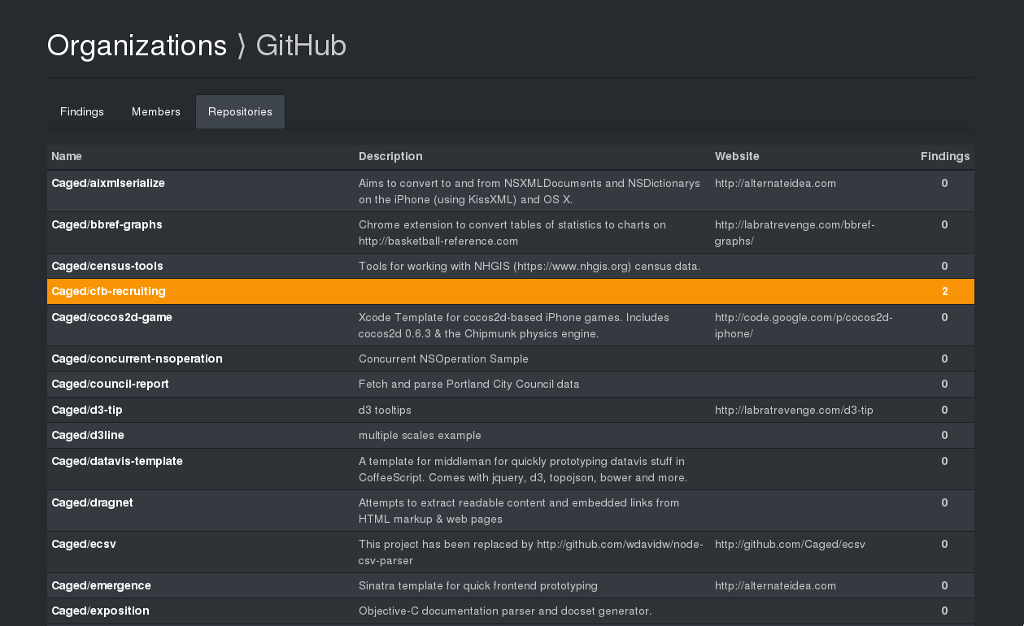 Organizations ⟩ GitHub
Findings Members Repositories
Name Description Website Findings
Caged/aixmlserialize Aims to convert to and from NSXMLDocuments and NSDictionarys http://alternateidea.com 0
on the iPhone (using KissXML) and OS X.
Caged/bbref-graphs Chrome extension to convert tables of statistics to charts on http://labratrevenge.com/bbref- 0
http://basketball-reference.com graphs/
Caged/census-tools Tools for working with NHGIS (https://www.nhgis.org) census data. 0
Caged/cfb-recruiting 2
Caged/cocos2d-game Xcode Template for cocos2d-based iPhone games. Includes http://code.google.com/p/cocos2d- 0
cocos2d 0.6.3 & the Chipmunk physics engine. iphone/
Caged/concurrent-nsoperation Concurrent NSOperation Sample 0
Caged/council-report Fetch and parse Portland City Council data 0
Caged/d3-tip d3 tooltips http://labratrevenge.com/d3-tip 0
Caged/d3line multiple scales example 0
Caged/datavis-template A template for middleman for quickly prototyping datavis stuff in 0
CoffeeScript. Comes with jquery, d3, topojson, bower and more.
Caged/dragnet Attempts to extract readable content and embedded links from 0
HTML markup & web pages
Caged/ecsv This project has been replaced by http://github.com/wdavidw/node- http://github.com/Caged/ecsv 0
csv-parser
Caged/emergence Sinatra template for quick frontend prototyping http://alternateidea.com 0
Caged/exposition Objective-C documentation parser and docset generator. 0